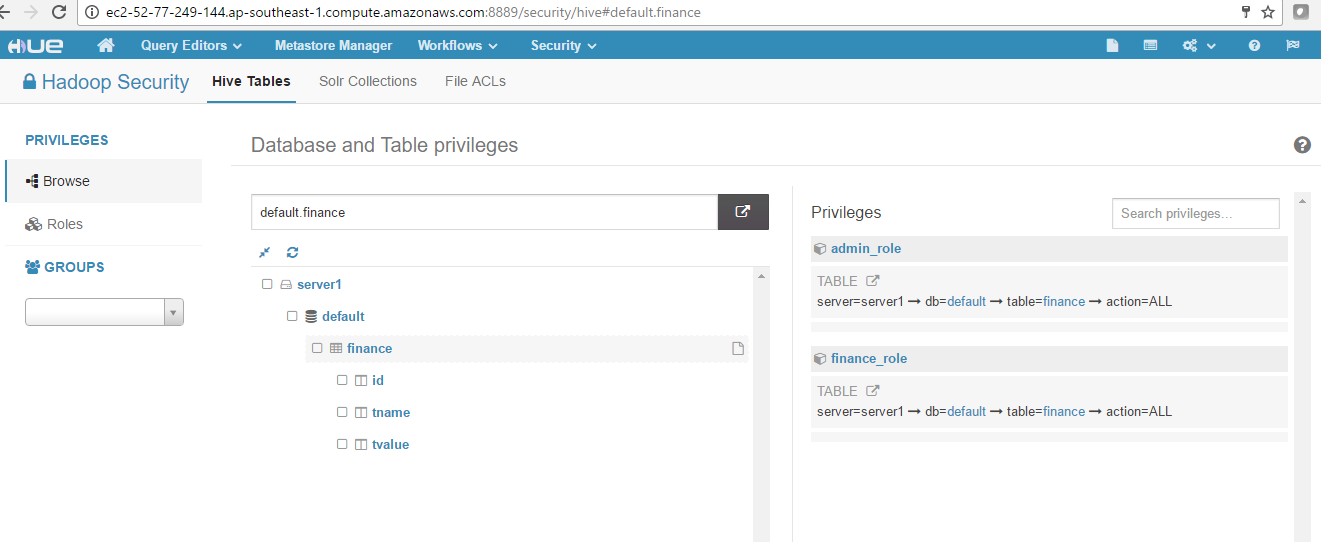 ec2-52-77-249-144.ap-southeast-1.compute.amazonaws.com:8889/security/hive#default.finance
HUE Query Editors Metastore Manager Workflows Security
Hadoop Security Hive Tables Solr Collections File ACLs
PRIVILEGES
Browse
Roles
GROUPS
Database and Table privileges
default.finance
server1
default
finance
id
tname
tvalue
Privileges Search privileges...
admin_role
TABLE
server=server1 → db=default → table=finance → action=ALL
finance_role
TABLE
server=server1 → db=default → table=finance → action=ALL